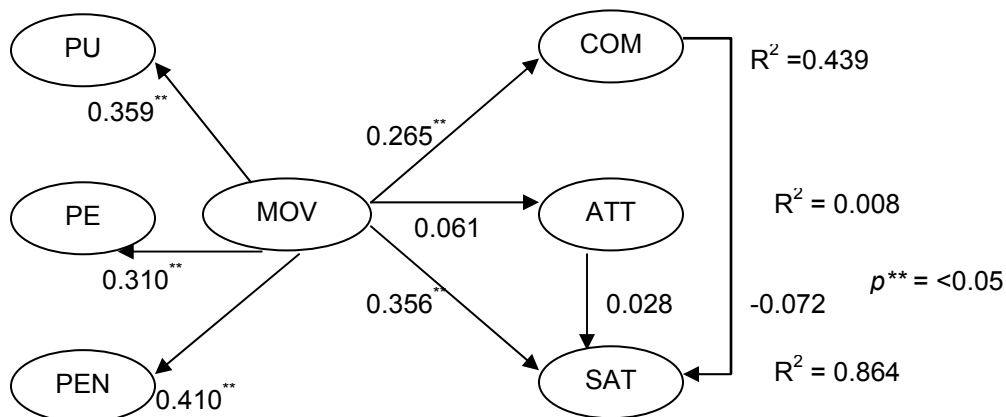 PU
COM
R² =0.439
0.359**
0.265**
PE
MOV
ATT
R² = 0.008
0.061
0.310**
0.356**
0.028
-0.072
p** = <0.05
PEN
0.410**
SAT
R² = 0.864